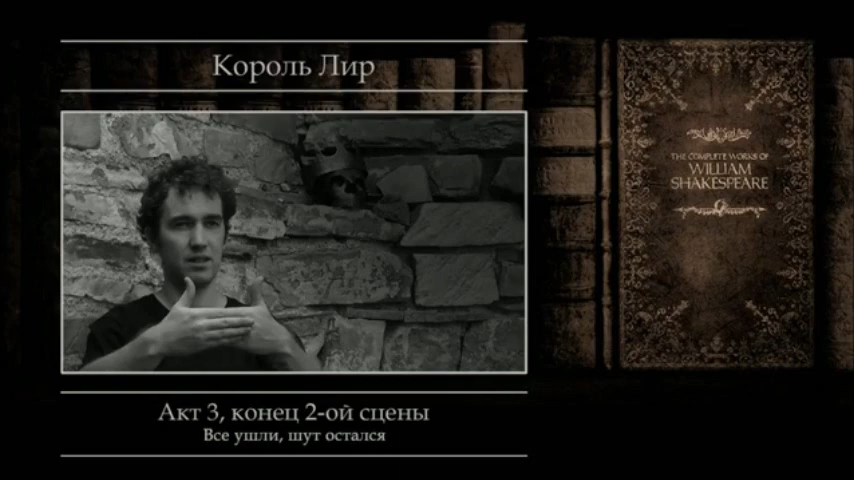 Король Лир
THE COMPLETE WORKS OF
WILLIAM
SHAKESPEARE
Акт 3, конец 2-ой сцены
Все ушли, шут остался